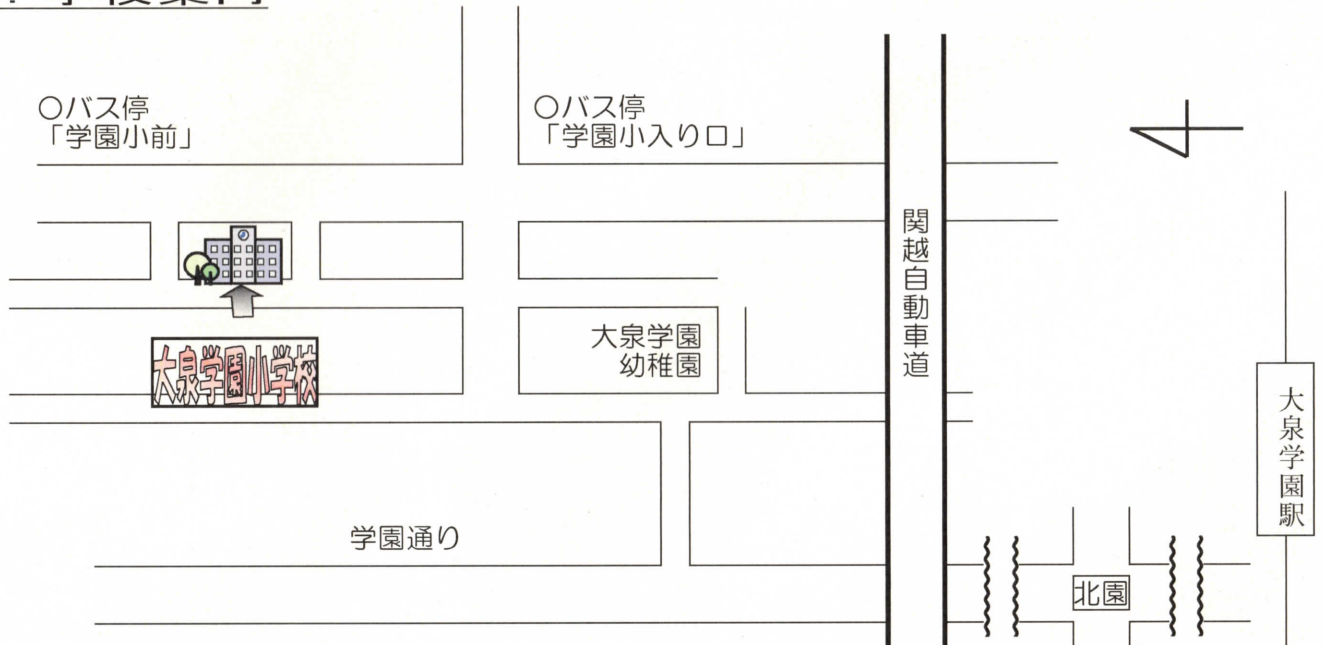 学校案内
〇バス停
「学園小前」
〇バス停
「学園小入り口」
関越自動車道
大泉学園
幼稚園
大泉学園小学校
大泉学園駅
学園通り
北園